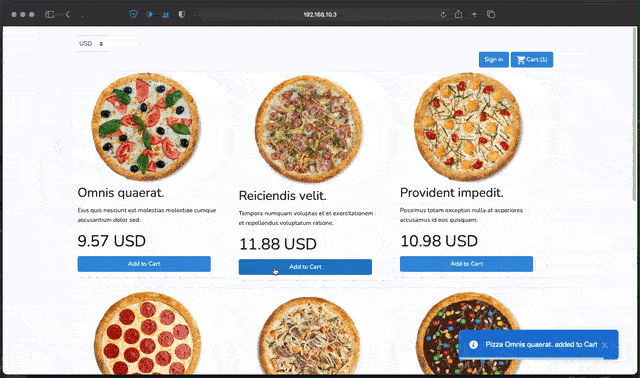 192.168.10.3
USD
Sign in
Cart (1)
Omnis quaerat.
Eius quis nesciunt est molestias molestiae cumque
accusantium dolor sed.
9.57 USD
Add to Cart
Reiciendis velit.
Tempora numquam voluptas et et exercitationem
et repellendus voluptatum ratione.
11.88 USD
Add to Cart
Provident impedit.
Possimus totam excepturi nulla at asperiores
accusamus id eos quisquam.
10.98 USD
Add to Cart
Pizza Omnis quaerat. added to Cart